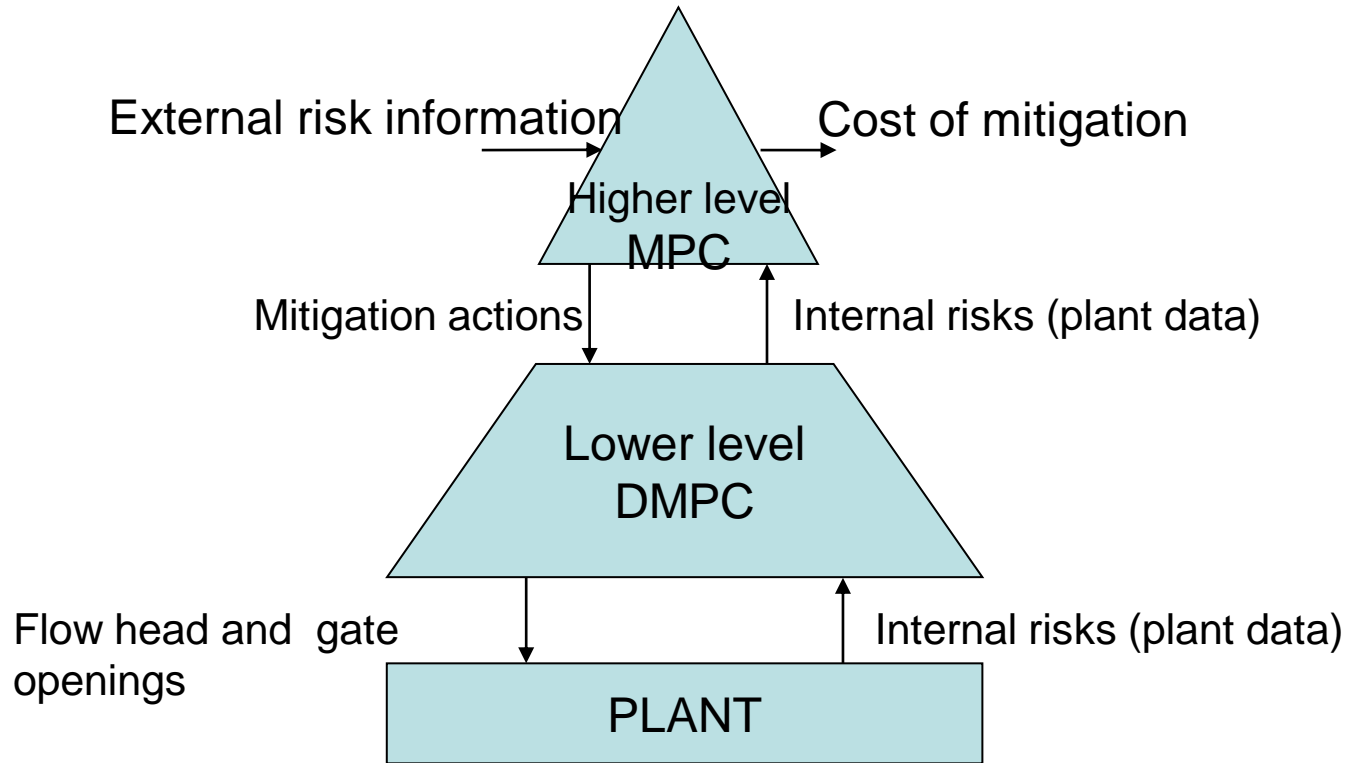 External risk information
Cost of mitigation
Higher level
MPC
Mitigation actions
Internal risks (plant data)
Lower level
DMPC
Flow head and gate
openings
Internal risks (plant data)
PLANT